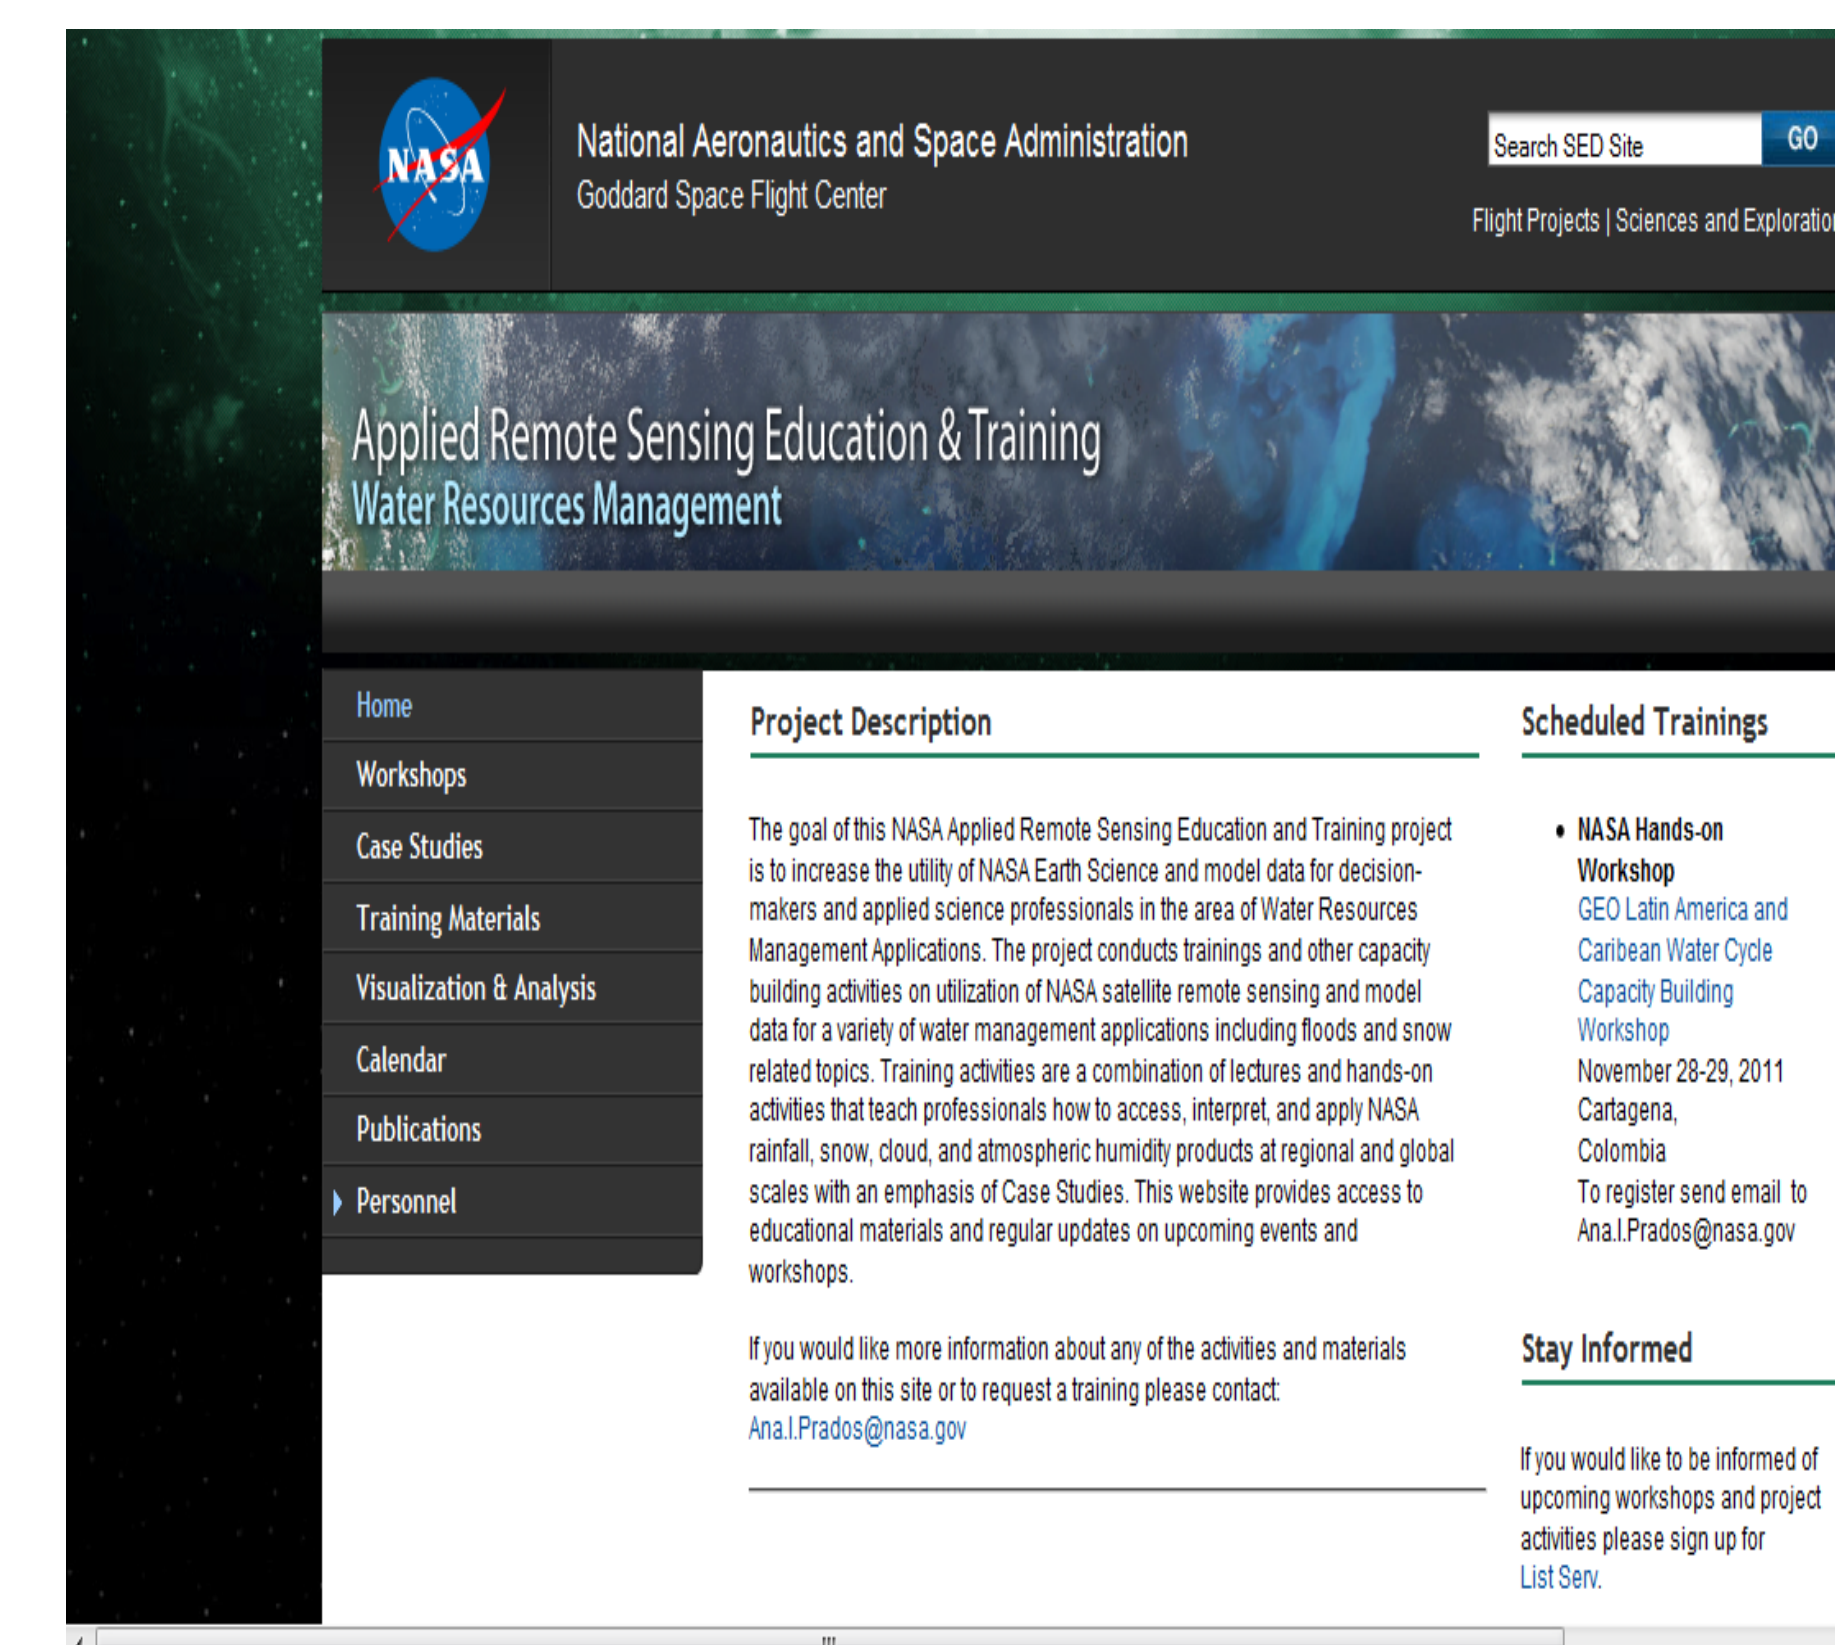 NASA
National Aeronautics and Space Administration
Goddard Space Flight Center
Search SED Site
GO
Flight Projects | Sciences and Exploration
Applied Remote Sensing Education & Training
Water Resources Management
Home
Workshops
Case Studies
Training Materials
Visualization & Analysis
Calendar
Publications
Personnel
Project Description
The goal of this NASA Applied Remote Sensing Education and Training project
is to increase the utility of NASA Earth Science and model data for decision-
makers and applied science professionals in the area of Water Resources
Management Applications. The project conducts trainings and other capacity
building activities on utilization of NASA satellite remote sensing and model
data for a variety of water management applications including floods and snow
related topics. Training activities are a combination of lectures and hands-on
activities that teach professionals how to access, interpret, and apply NASA
rainfall, snow, cloud, and atmospheric humidity products at regional and global
scales with an emphasis of Case Studies. This website provides access to
educational materials and regular updates on upcoming events and
workshops.
If you would like more information about any of the activities and materials
available on this site or to request a training please contact:
Ana.I.Prados@nasa.gov
Scheduled Trainings
• NASA Hands-on
Workshop
GEO Latin America and
Caribean Water Cycle
Capacity Building
Workshop
November 28-29, 2011
Cartagena,
Colombia
To register send email to
Ana.I.Prados@nasa.gov
Stay Informed
If you would like to be informed of
upcoming workshops and project
activities please sign up for
List Serv.